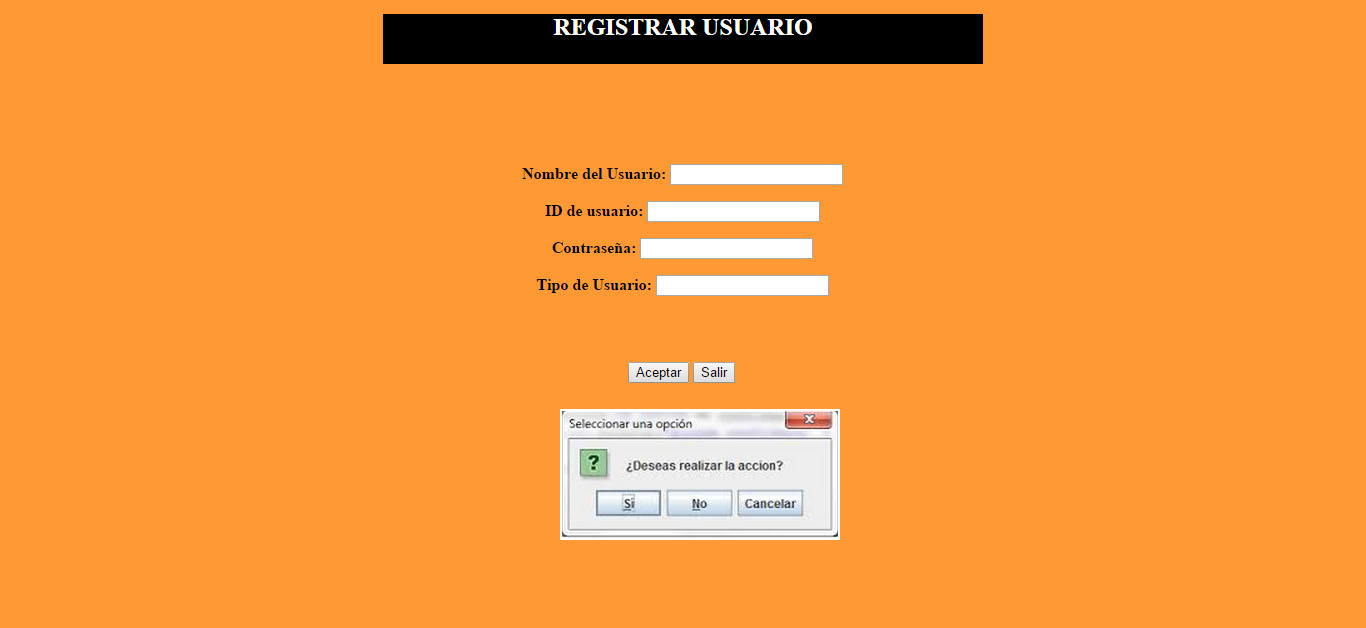 REGISTRAR USUARIO
Nombre del Usuario:
ID de usuario:
Contraseña:
Tipo de Usuario:
Aceptar Salir
Seleccionar una opción
¿Deseas realizar la accion?
Si No Cancelar